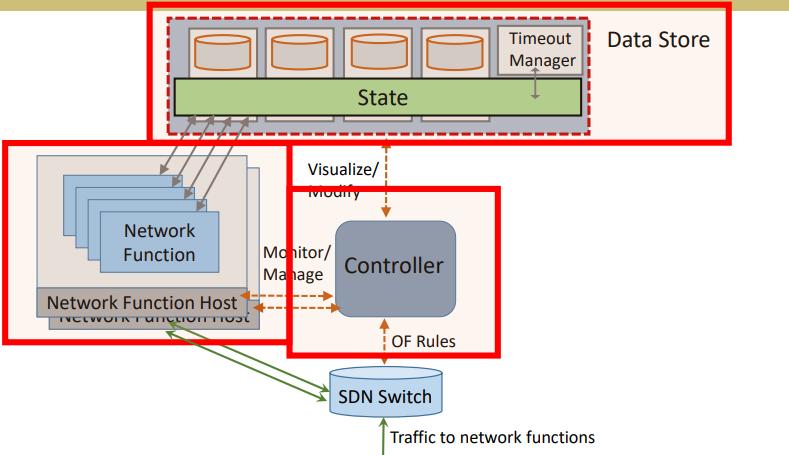 Timeout
Manager
Data Store
State
Visualize/
Modify
Network
Function
Monitor/
Manage
Controller
Network Function Host
Network Function Host
OF Rules
SDN Switch
Traffic to network functions